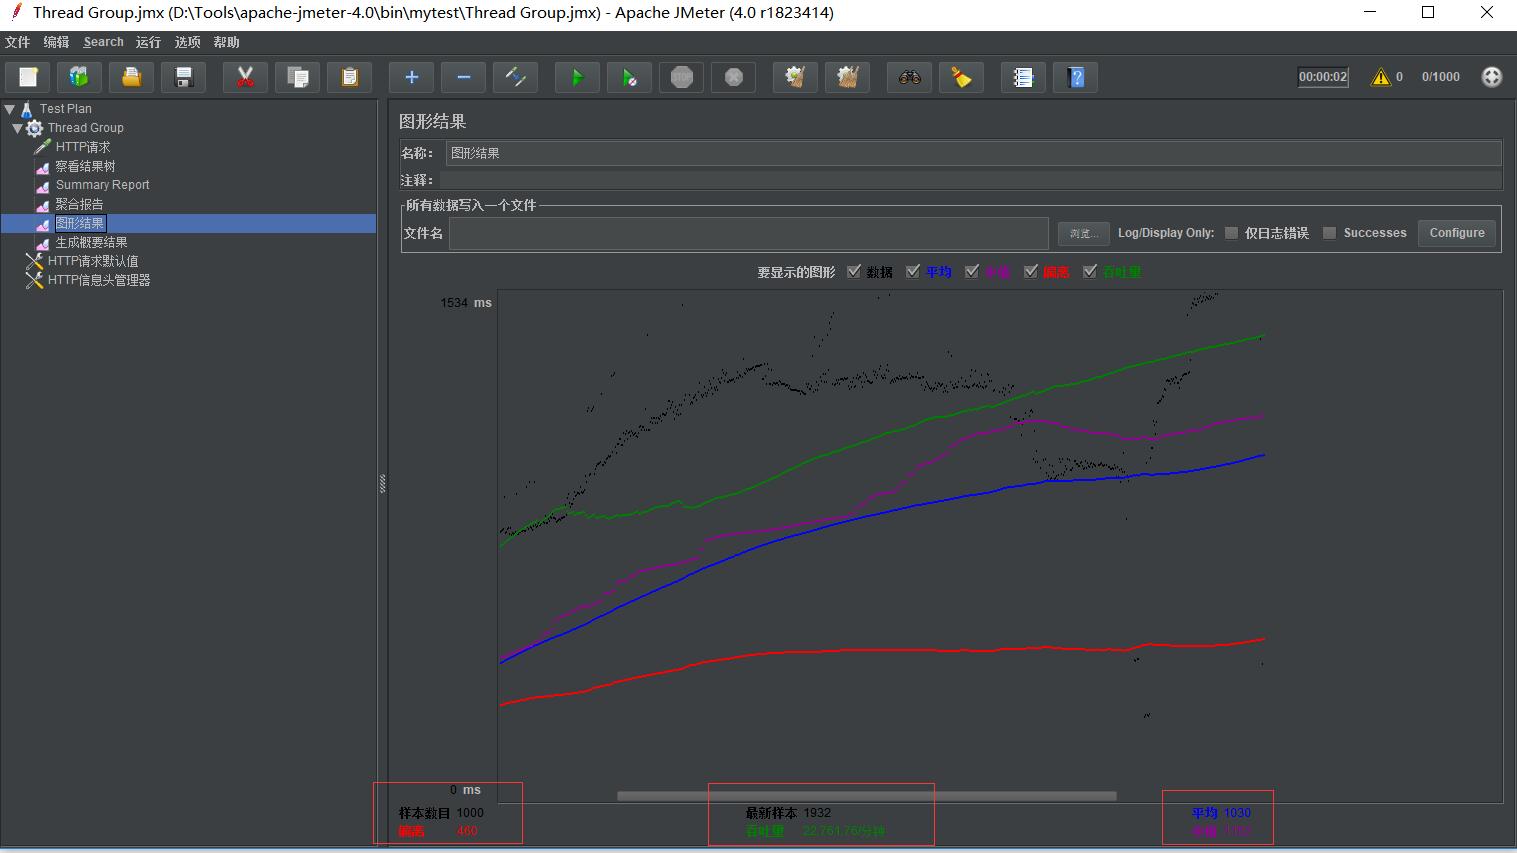 Thread Group.jmx (D:\Tools\apache-jmeter-4.0\bin\mytest\Thread Group.jmx) - Apache JMeter (4.0 r1823414)
文件 编辑 Search 运行 选项 帮助
STOP 00:00:02 0 0/1000
Test Plan
Thread Group
HTTP请求
察看结果树
Summary Report
聚合报告
图形结果
生成概要结果
HTTP请求默认值
HTTP信息头管理器
图形结果
名称： 图形结果
注释：
所有数据写入一个文件
文件名 浏览... Log/Display Only: 仅日志错误 Successes Configure
要显示的图形 数据 平均 中值 偏离 吞吐量
1534 ms
0 ms
样本数目 1000 最新样本 1932 平均 1030
偏离 460 吞吐量 22,761.76/分钟 中值